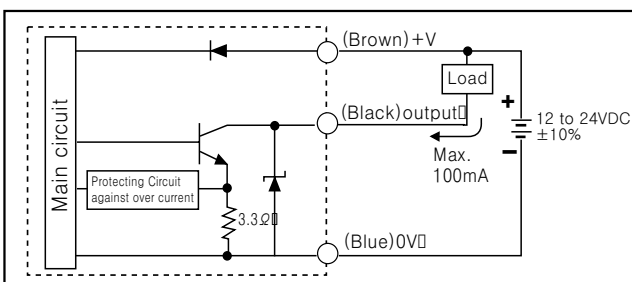 (Brown)+V
Load
+
12 to 24VDC
±10%
−
(Black)output
Max.
100mA
Main circuit
Protecting Circuit
against over current
3.3Ω
(Blue)0V